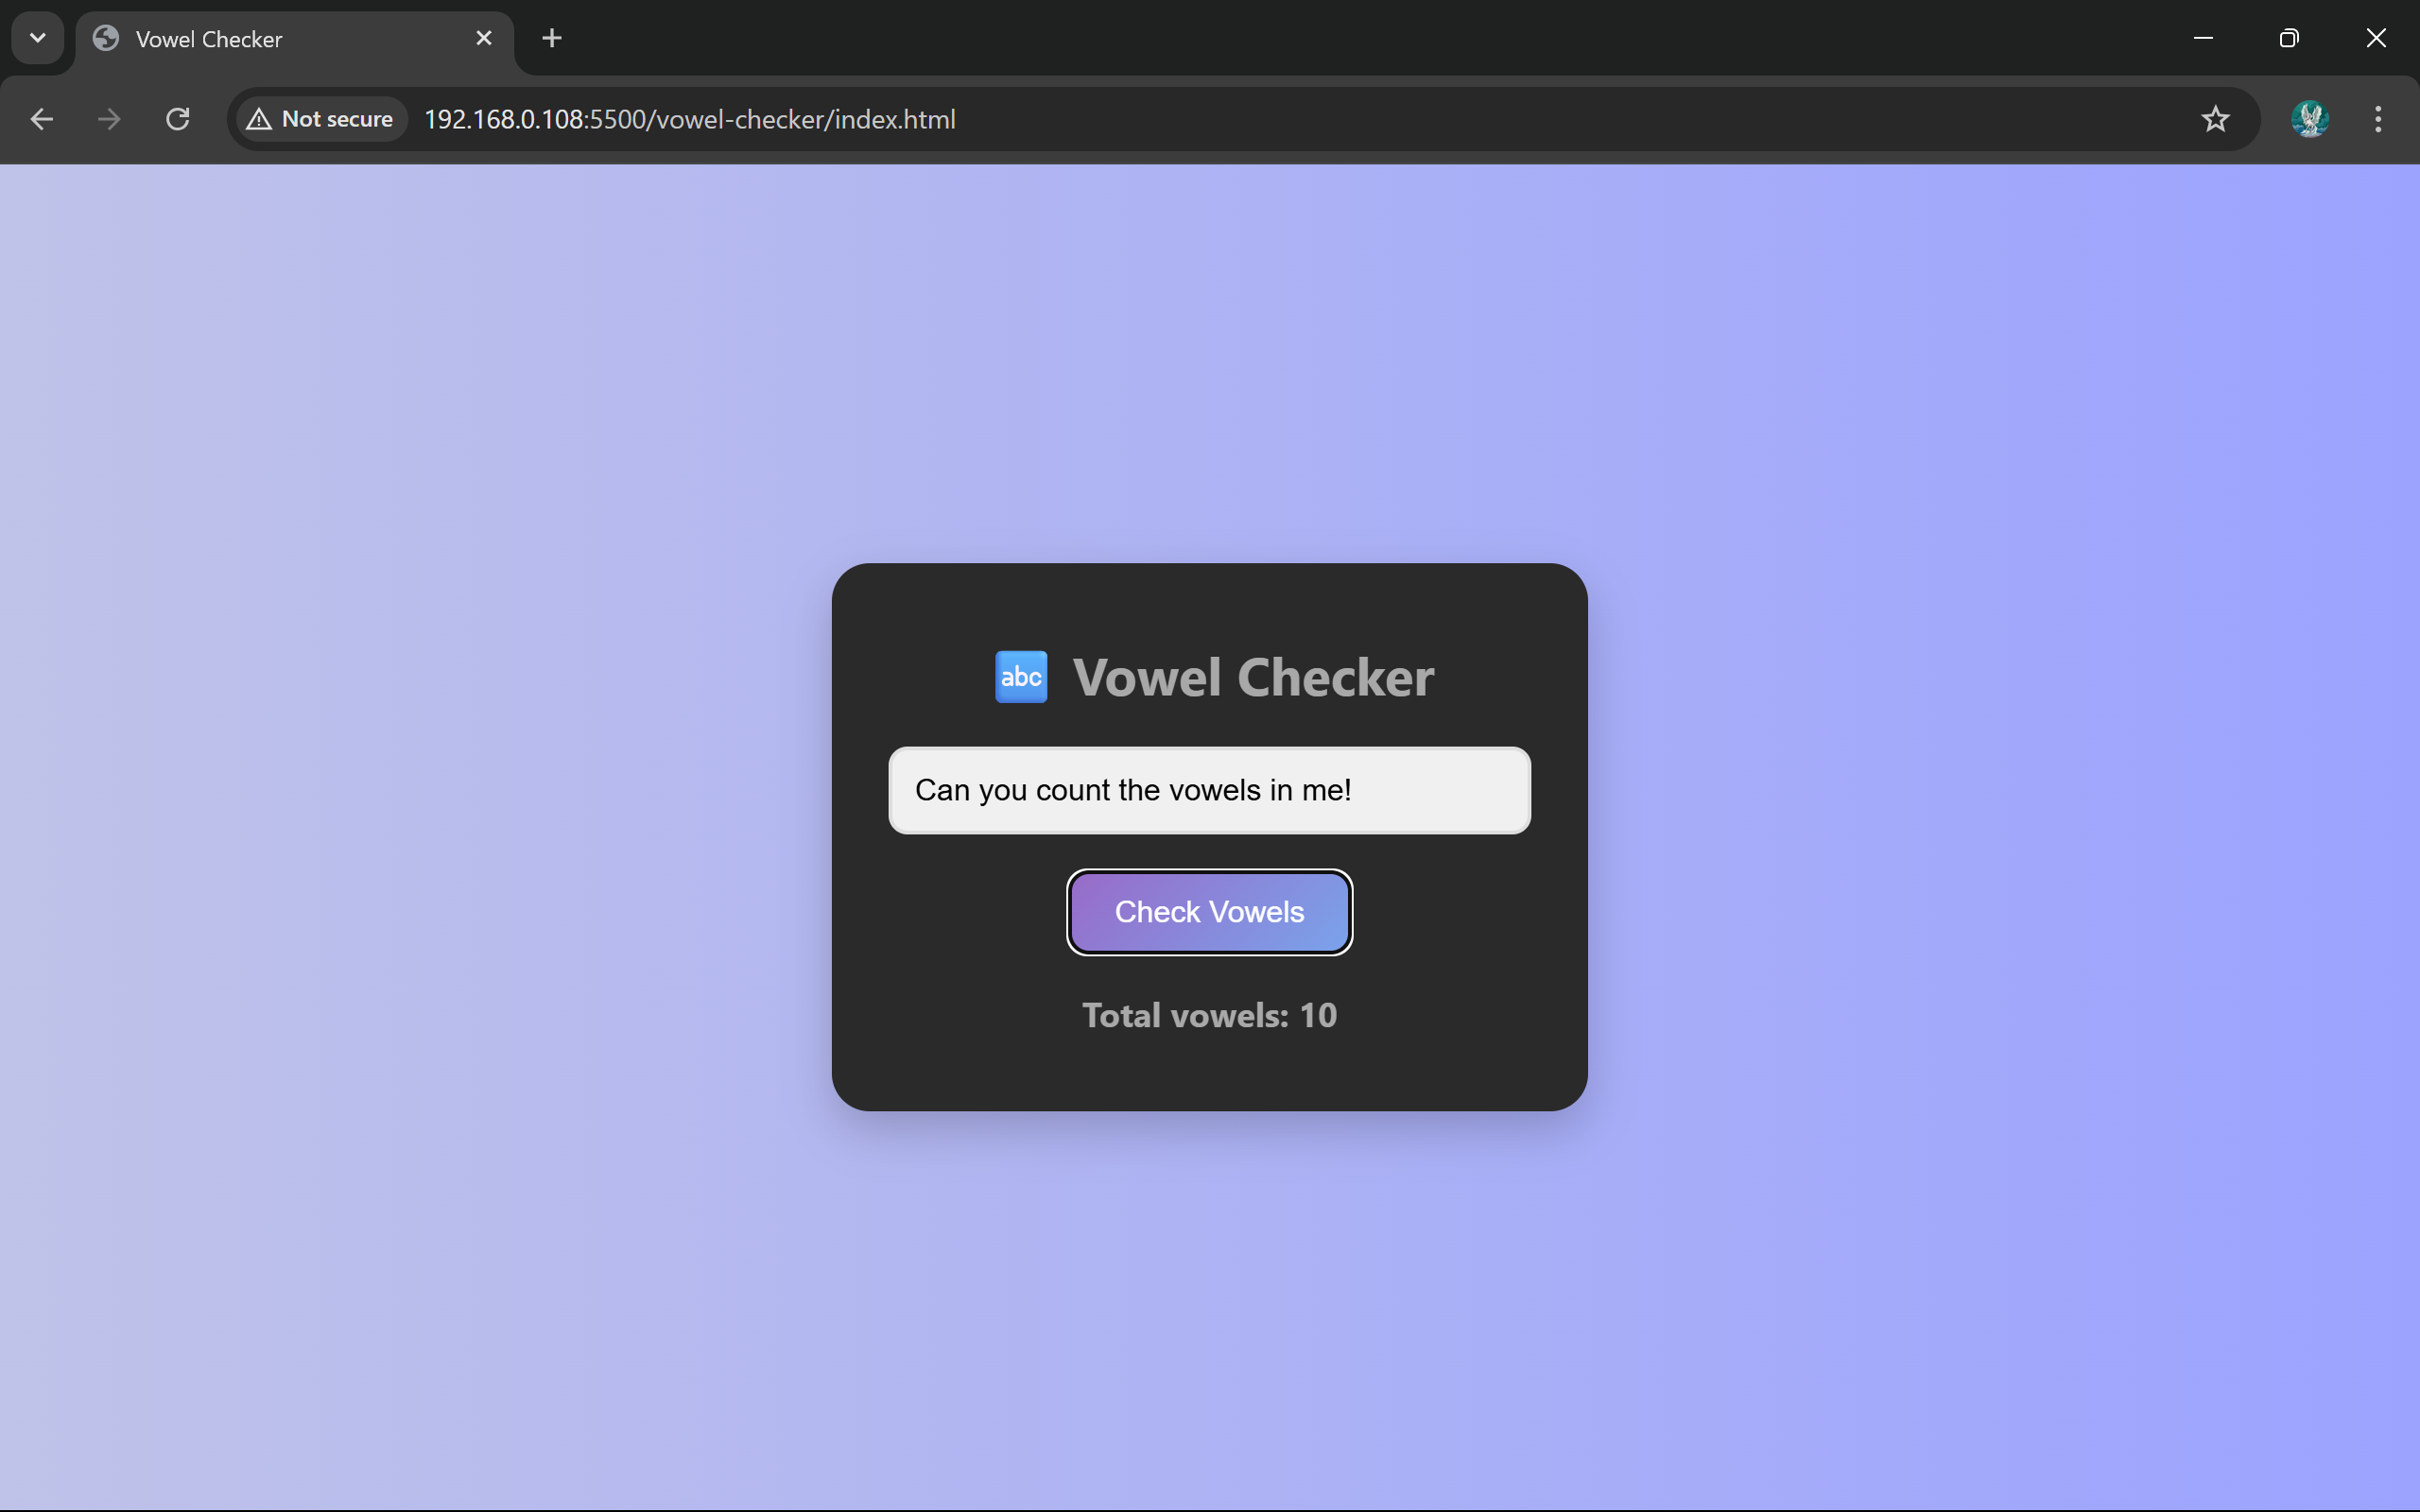 Vowel Checker
Not secure 192.168.0.108:5500/vowel-checker/index.html
abc Vowel Checker
Can you count the vowels in me!
Check Vowels
Total vowels: 10